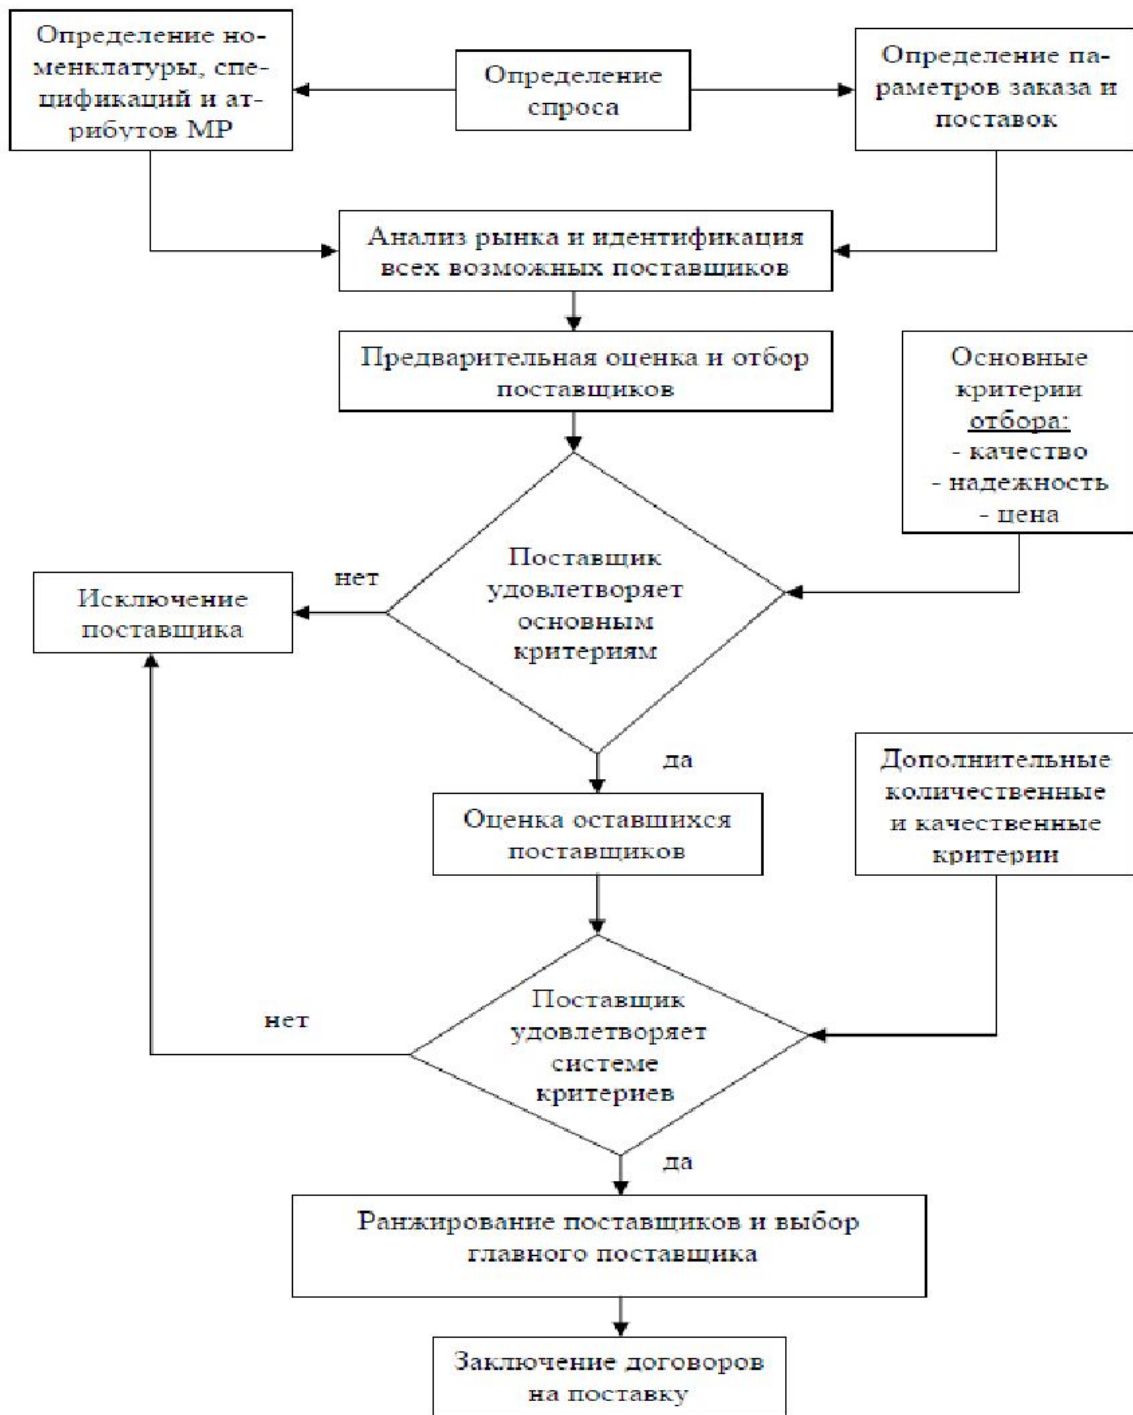 Определение но-
менклатуры, спе-
цификаций и ат-
рибутов МР
Определение
спроса
Определение па-
раметров заказа и
поставок
Анализ рынка и идентификация
всех возможных поставщиков
Предварительная оценка и отбор
поставщиков
Основные
критерии
отбора:
- качество
- надежность
- цена
Поставщик
удовлетворяет
основным
критериям
нет
Исключение
поставщика
да
Дополнительные
количественные
и качественные
критерии
Оценка оставшихся
поставщиков
Поставщик
удовлетворяет
системе
критериев
нет
да
Ранжирование поставщиков и выбор
главного поставщика
Заключение договоров
на поставку